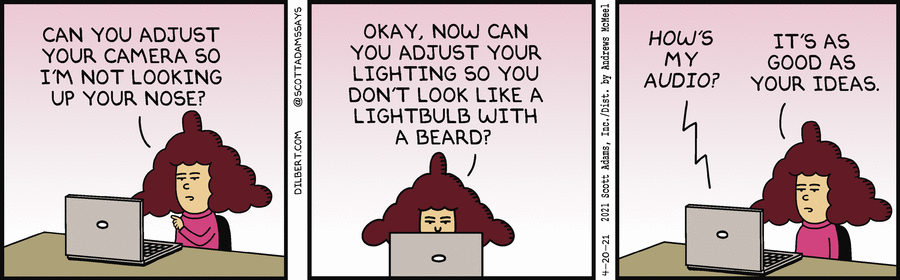 CAN YOU ADJUST
YOUR CAMERA SO
I'M NOT LOOKING
UP YOUR NOSE?
DILBERT.COM @SCOTTADAMSSAYS
OKAY, NOW CAN
YOU ADJUST YOUR
LIGHTING SO YOU
DON'T LOOK LIKE A
LIGHTBULB WITH
A BEARD?
4-20-21 2021 Scott Adams, Inc./Dist. by Andrews McMeel
HOW'S
MY
AUDIO?
IT'S AS
GOOD AS
YOUR IDEAS.